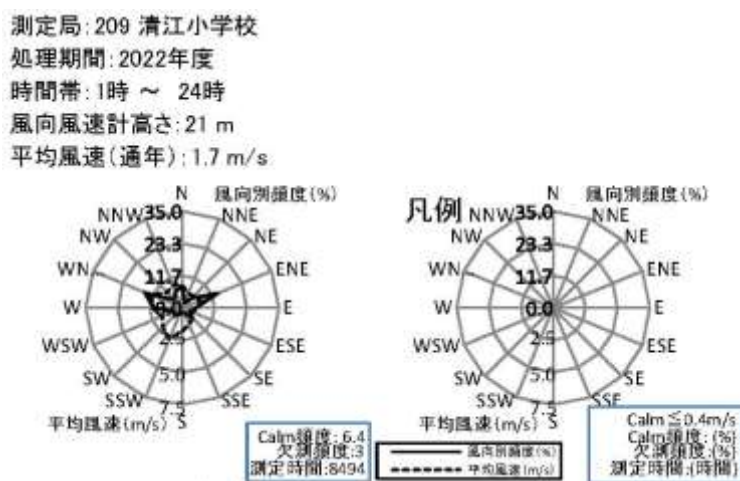 測定局:209 清江小学校
処理期間:2022年度
時間帯:1時 ~ 24時
風向風速計高さ:21 m
平均風速(通年):1.7 m/s
N 風向別頻度(%)
NNW 35.0 NNE
NW 23.3 NE
WN 11.7 ENE
W 0.0 E
WSW 2.5 ESE
SW 5.0 SE
SSW 7.5 SSE
平均風速(m/s) S
Calm頻度:6.4
欠測頻度:3
測定時間:8494
凡例
N 風向別頻度(%)
NNW 35.0 NNE
NW 23.3 NE
WN 11.7 ENE
W 0.0 E
WSW 2.5 ESE
SW 5.0 SE
SSW 7.5 SSE
平均風速(m/s) S
風向別頻度(%)
平均風速(m/s)
Calm≦0.4m/s
Calm頻度:(%)
欠測頻度:(%)
測定時間:(時間)